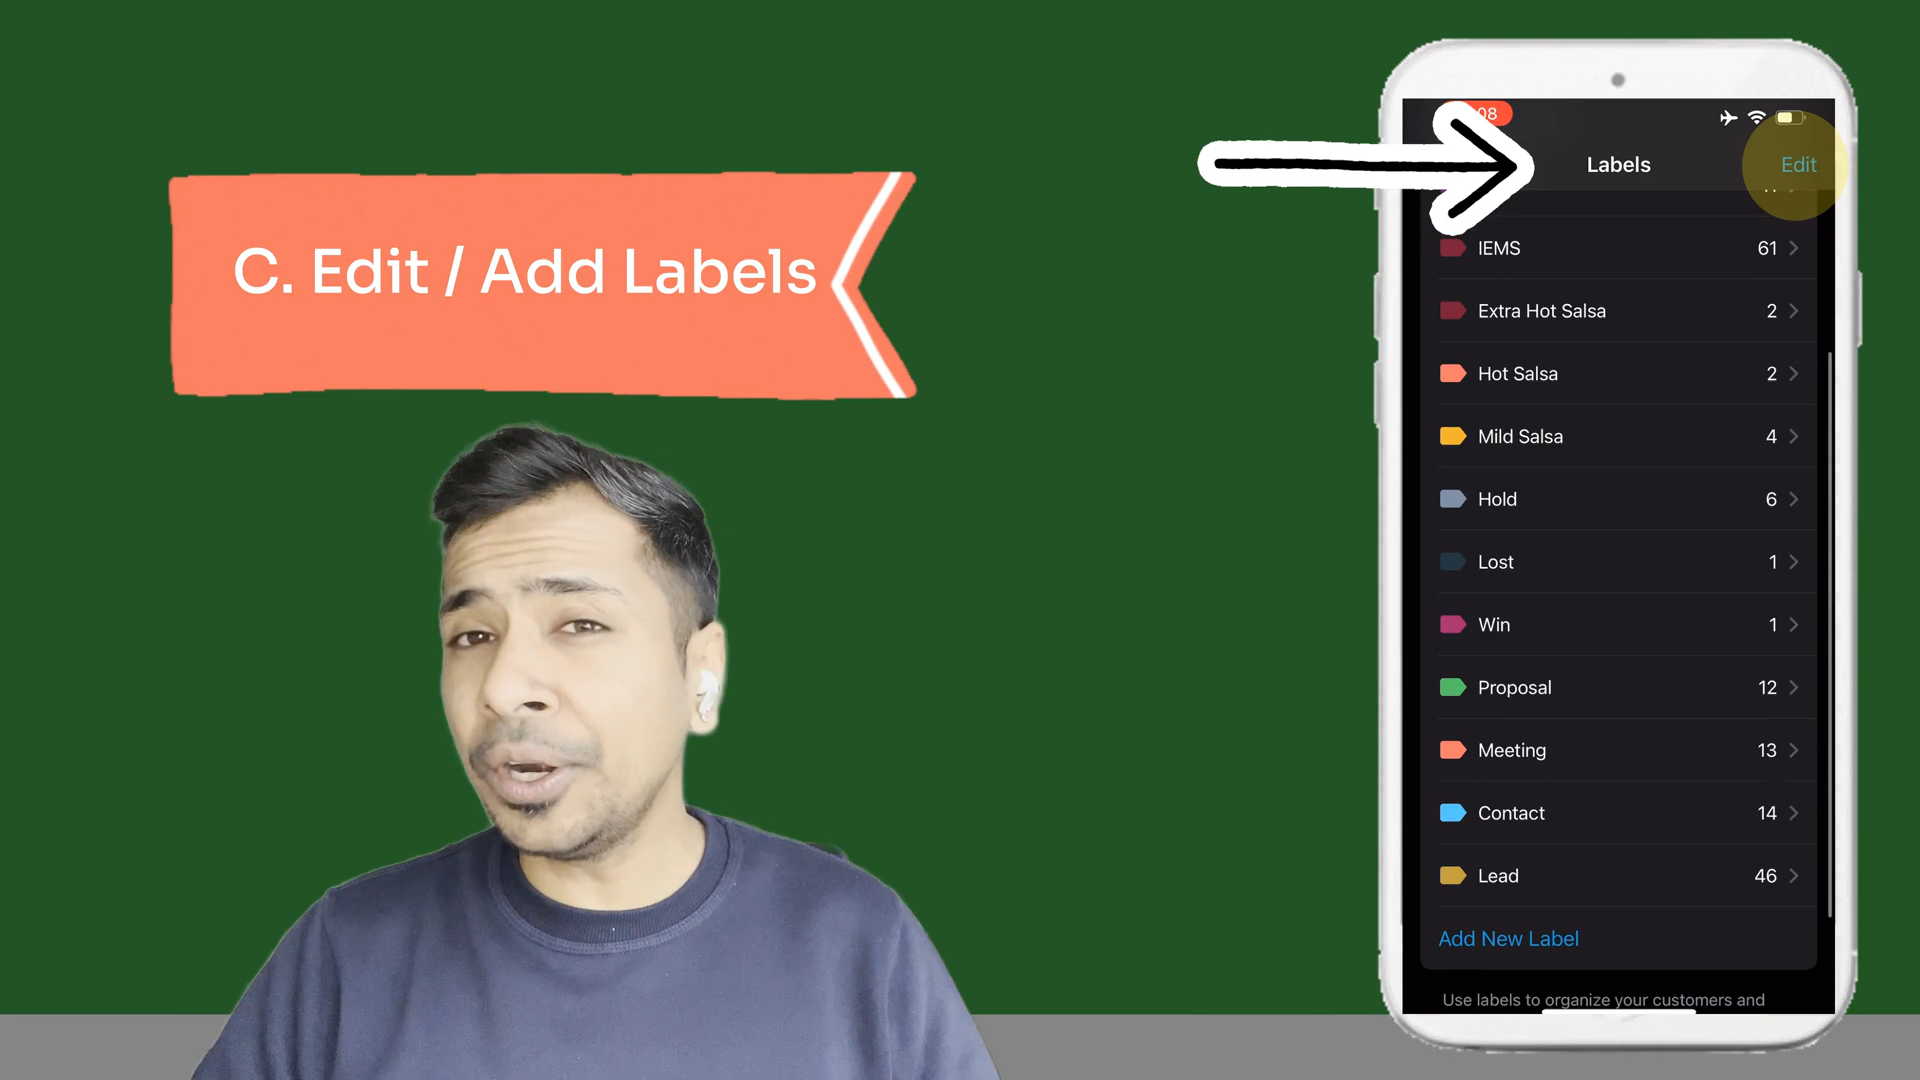 C. Edit / Add Labels
08
Labels
Edit
IEMS 61
Extra Hot Salsa 2
Hot Salsa 2
Mild Salsa 4
Hold 6
Lost 1
Win 1
Proposal 12
Meeting 13
Contact 14
Lead 46
Add New Label
Use labels to organize your customers and